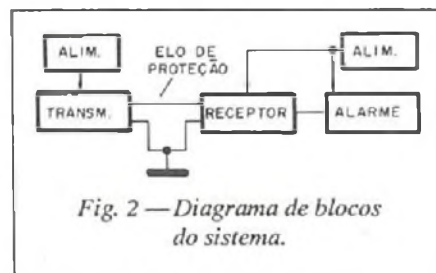 ALIM.
ELO DE
PROTEÇÃO
ALIM.
TRANSM.
RECEPTOR
ALARME
Fig. 2 — Diagrama de blocos
do sistema.